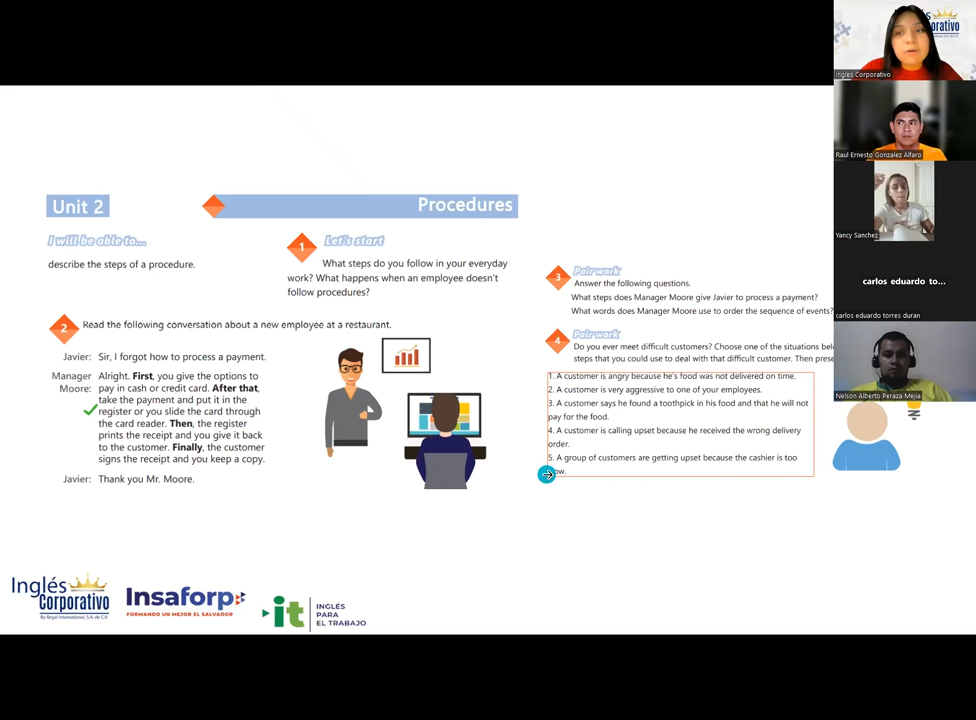 Unit 2
Procedures
I will be able to...
describe the steps of a procedure.
1
Let's start
What steps do you follow in your everyday
work? What happens when an employee doesn't
follow procedures?
2
Read the following conversation about a new employee at a restaurant.
Javier: Sir, I forgot how to process a payment.
Manager Moore: Alright. First, you give the options to
pay in cash or credit card. After that,
take the payment and put it in the
register or you slide the card through
the card reader. Then, the register
prints the receipt and you give it back
to the customer. Finally, the customer
signs the receipt and you keep a copy.
Javier: Thank you Mr. Moore.
3
Pair work
Answer the following questions.
What steps does Manager Moore give Javier to process a payment?
What words does Manager Moore use to order the sequence of events?
4
Pair work
Do you ever meet difficult customers? Choose one of the situations
steps that you could use to deal with that difficult customer. Then
1. A customer is angry because he's food was not delivered on time.
2. A customer is very aggressive to one of your employees.
3. A customer says he found a toothpick in his food and that he will not
pay for the food.
4. A customer is calling upset because he received the wrong delivery
order.
5. A group of customers are getting upset because the cashier is too
Inglés
Corporativo
By Regal International, S.A. de C.V.
Insaforp
FORMANDO UN MEJOR EL SALVADOR
it
INGLÉS
PARA
EL TRABAJO
Inglés Corporativo
Raul Ernesto Gonzalez Alfaro
Yancy Sanchez
carlos eduardo to...
carlos eduardo torres duran
Nelson Alberto Peraza Mejia